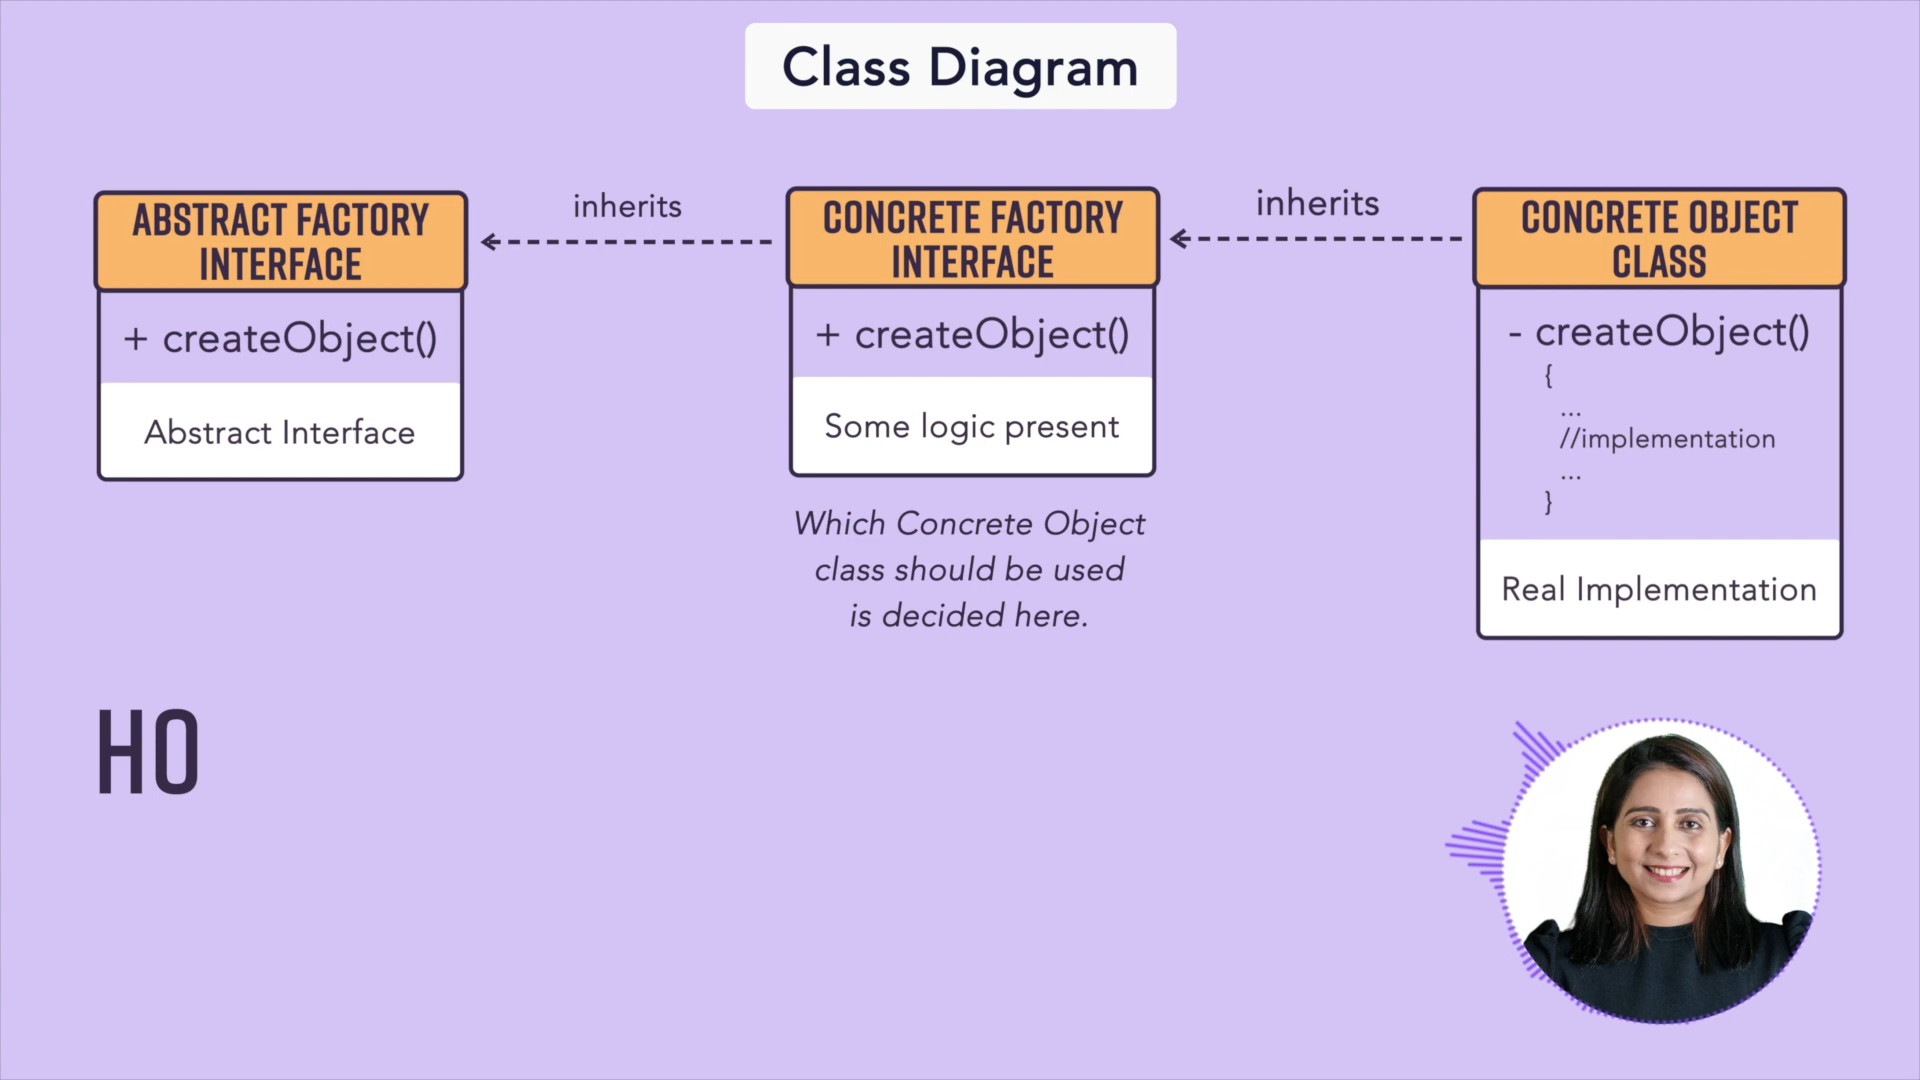 Class Diagram
ABSTRACT FACTORY
INTERFACE
+ createObject()
Abstract Interface
inherits
CONCRETE FACTORY
INTERFACE
+ createObject()
Some logic present
Which Concrete Object
class should be used
is decided here.
inherits
CONCRETE OBJECT
CLASS
- createObject()
{
...
//implementation
...
}
Real Implementation
HO